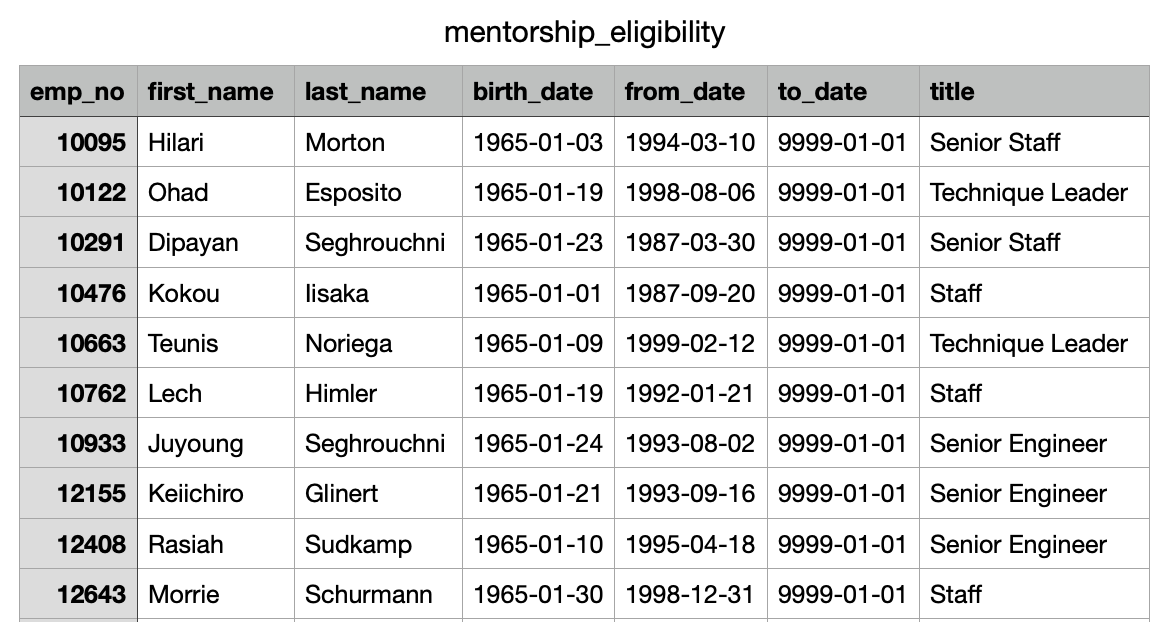 mentorship_eligibility
emp_no first_name last_name birth_date from_date to_date title
10095 Hilari Morton 1965-01-03 1994-03-10 9999-01-01 Senior Staff
10122 Ohad Esposito 1965-01-19 1998-08-06 9999-01-01 Technique Leader
10291 Dipayan Seghrouchni 1965-01-23 1987-03-30 9999-01-01 Senior Staff
10476 Kokou Iisaka 1965-01-01 1987-09-20 9999-01-01 Staff
10663 Teunis Noriega 1965-01-09 1999-02-12 9999-01-01 Technique Leader
10762 Lech Himler 1965-01-19 1992-01-21 9999-01-01 Staff
10933 Juyoung Seghrouchni 1965-01-24 1993-08-02 9999-01-01 Senior Engineer
12155 Keiichiro Glinert 1965-01-21 1993-09-16 9999-01-01 Senior Engineer
12408 Rasiah Sudkamp 1965-01-10 1995-04-18 9999-01-01 Senior Engineer
12643 Morrie Schurmann 1965-01-30 1998-12-31 9999-01-01 Staff